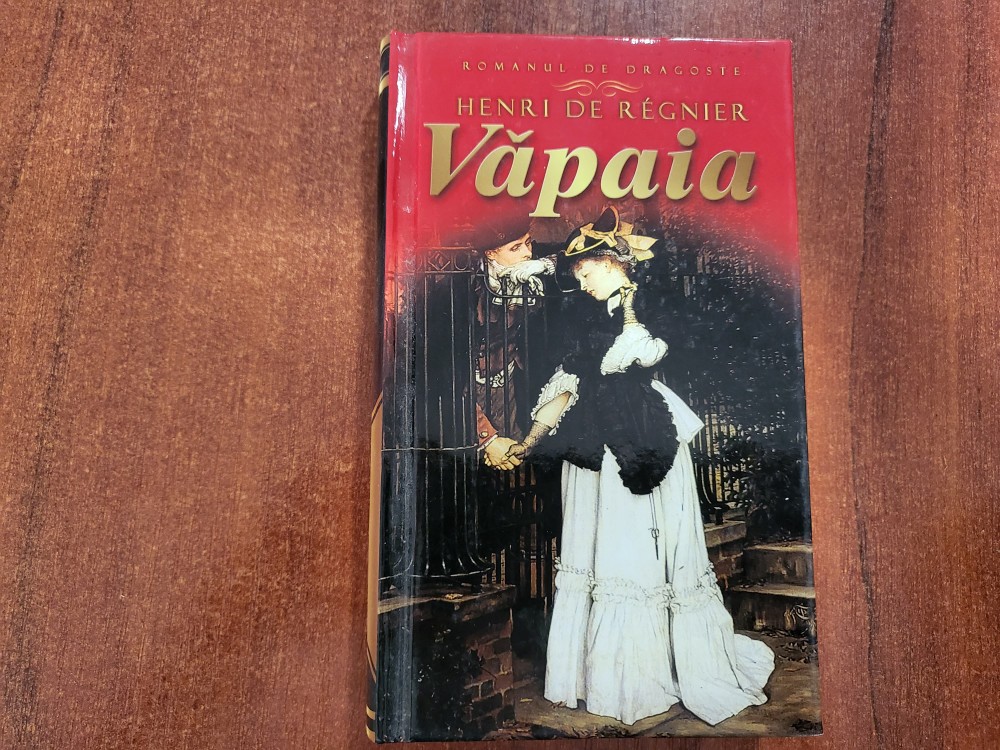 ROMANUL DE DRAGOSTE
HENRI DE RÉGNIER
Văpaia